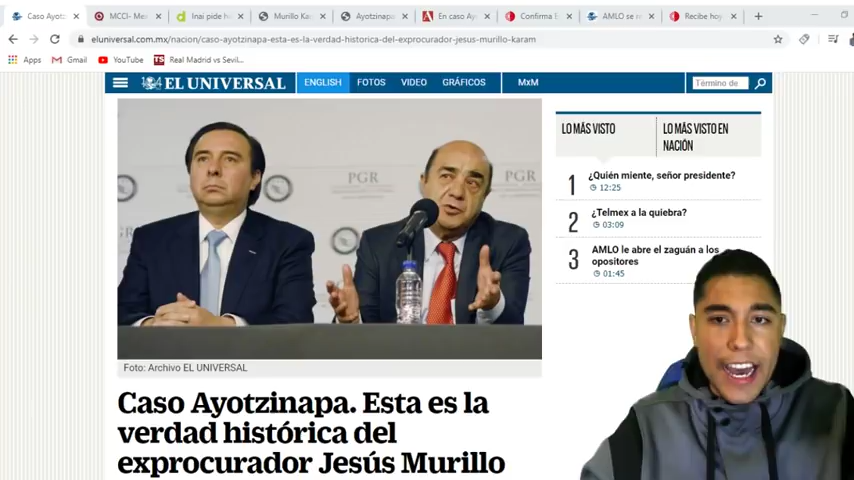 Caso Ayotz
MCCI- Mex
Inai pide h
Murillo Ka
Ayotzinapa
En caso Ay
Confirma E
AMLO se r
Recibe hoy
eluniversal.com.mx/nacion/caso-ayotzinapa-esta-es-la-verdad-historica-del-exprocurador-jesus-murillo-karam
Apps
Gmail
YouTube
Real Madrid vs Sevil...
EL UNIVERSAL
ENGLISH
FOTOS
VIDEO
GRÁFICOS
MxM
Término de
PGR
PGR
Foto: Archivo EL UNIVERSAL
Caso Ayotzinapa. Esta es la
verdad histórica del
exprocurador Jesús Murillo
LO MÁS VISTO
LO MÁS VISTO EN
NACIÓN
1 ¿Quién miente, señor presidente?
12:25
2 ¿Telmex a la quiebra?
03:09
3 AMLO le abre el zaguán a los
opositores
01:45